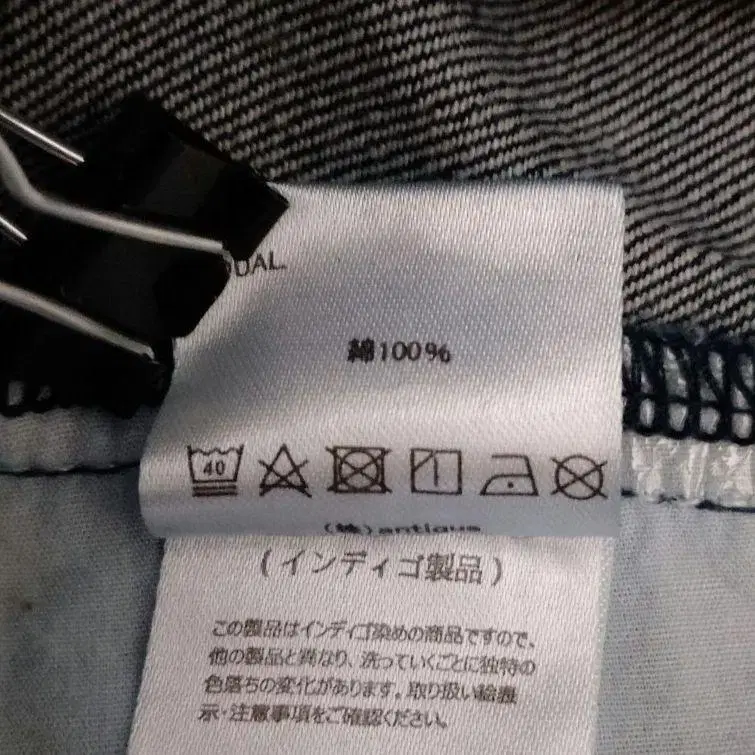 綿100%
40
(株)antiqua
(インディゴ製品)
この製品はインディゴ染めの商品ですので、
他の製品と異なり、洗っていくごとに独特の
色落ちの変化があります。取り扱い絵表
示・注意事項をご確認ください。